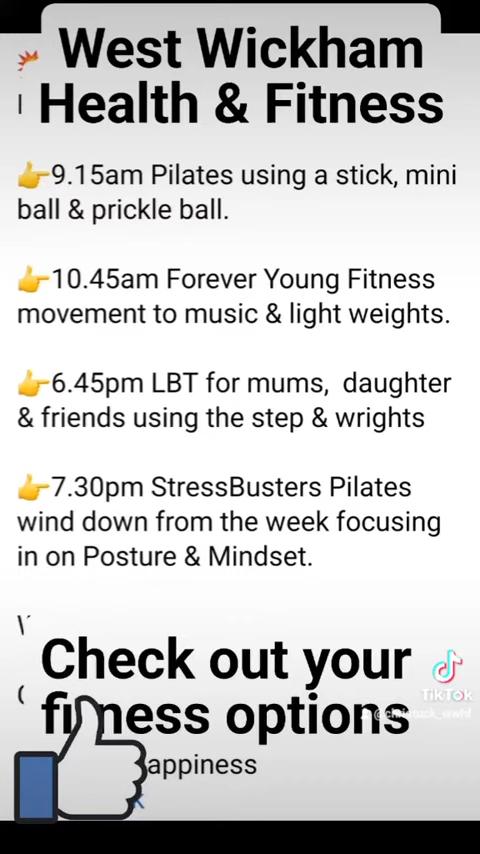 West Wickham
Health & Fitness
👉9.15am Pilates using a stick, mini
ball & prickle ball.
👉10.45am Forever Young Fitness
movement to music & light weights.
👉6.45pm LBT for mums,  daughter
& friends using the step & wrights
👉7.30pm StressBusters Pilates
wind down from the week focusing
in on Posture & Mindset.
Check out your
fitness options
TikTok
appiness